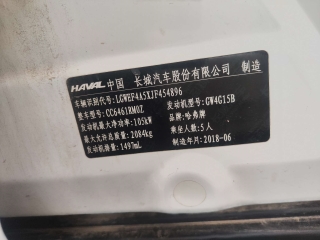 HAVAL 中国 长城汽车股份有限公司 制造
车辆识别代号: LGWEF4A5XJF454896
整车型号: CC6461RM0Z 发动机型号: GW4G15B
发动机最大净功率: 105kW 品牌: 哈弗牌
最大允许总质量: 2084kg 乘坐人数: 5人
发动机排量: 1497mL 制造年月: 2018-06